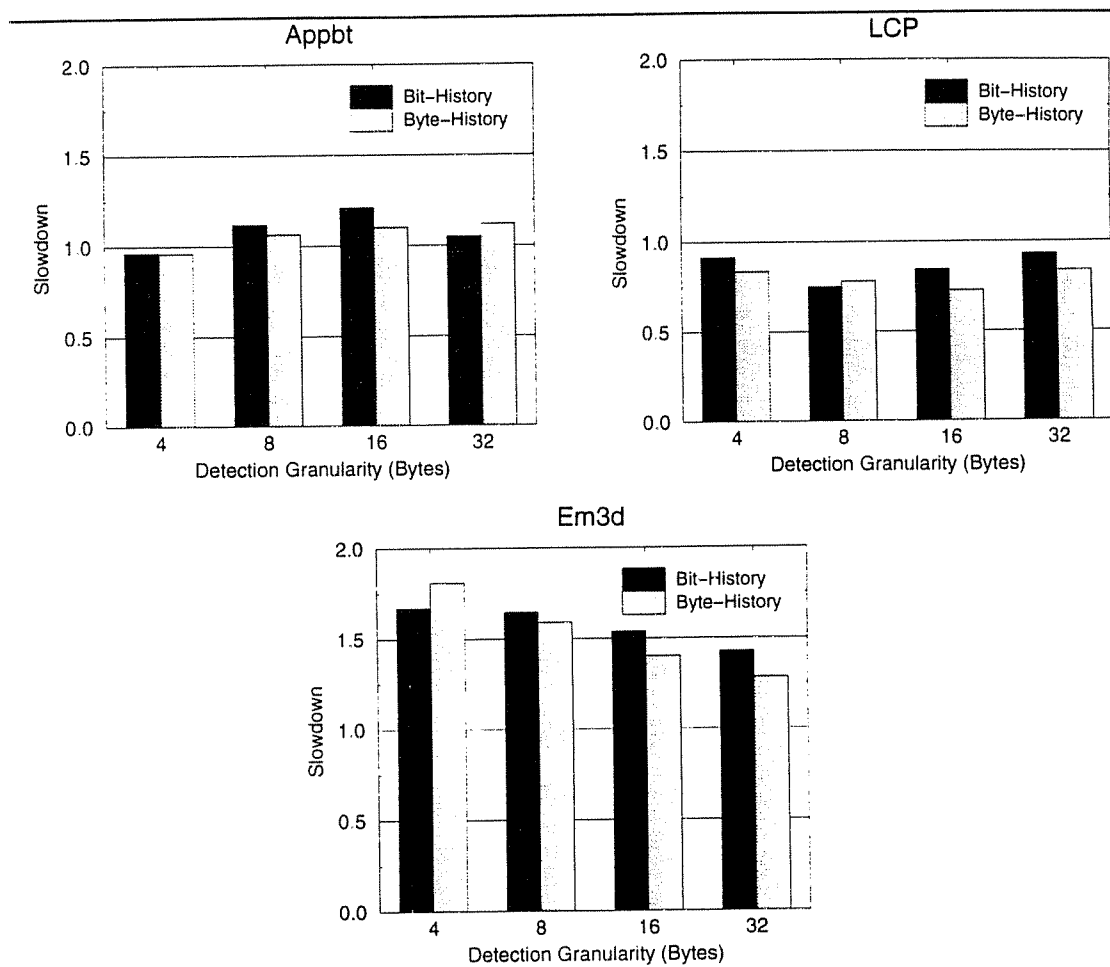 Appbt
2.0
1.5
1.0
0.5
0.0
Slowdown
Bit-History
Byte-History
4 8 16 32
Detection Granularity (Bytes)
LCP
2.0
1.5
1.0
0.5
0.0
Slowdown
Bit-History
Byte-History
4 8 16 32
Detection Granularity (Bytes)
Em3d
2.0
1.5
1.0
0.5
0.0
Slowdown
Bit-History
Byte-History
4 8 16 32
Detection Granularity (Bytes)